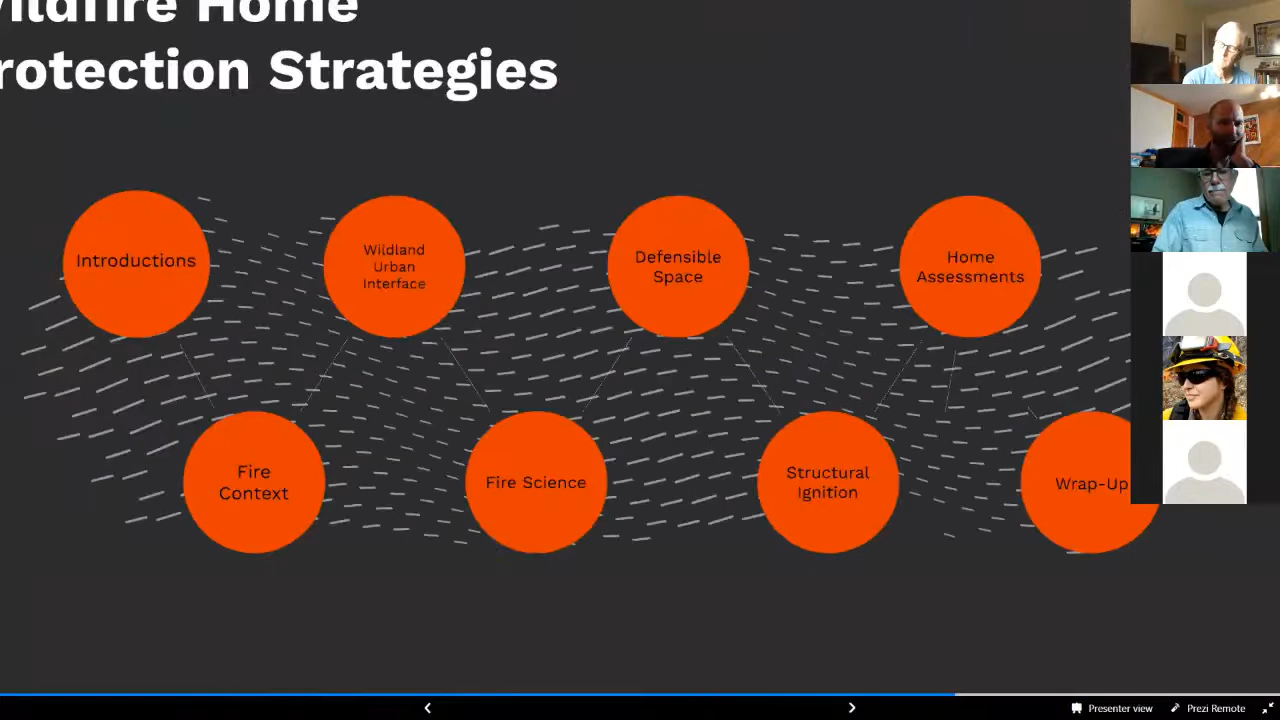 ildfire Home
rotection Strategies
Introductions
Wildland
Urban
Interface
Defensible
Space
Home
Assessments
Fire
Context
Fire Science
Structural
Ignition
Wrap-Up
Presenter view
Prezi Remote